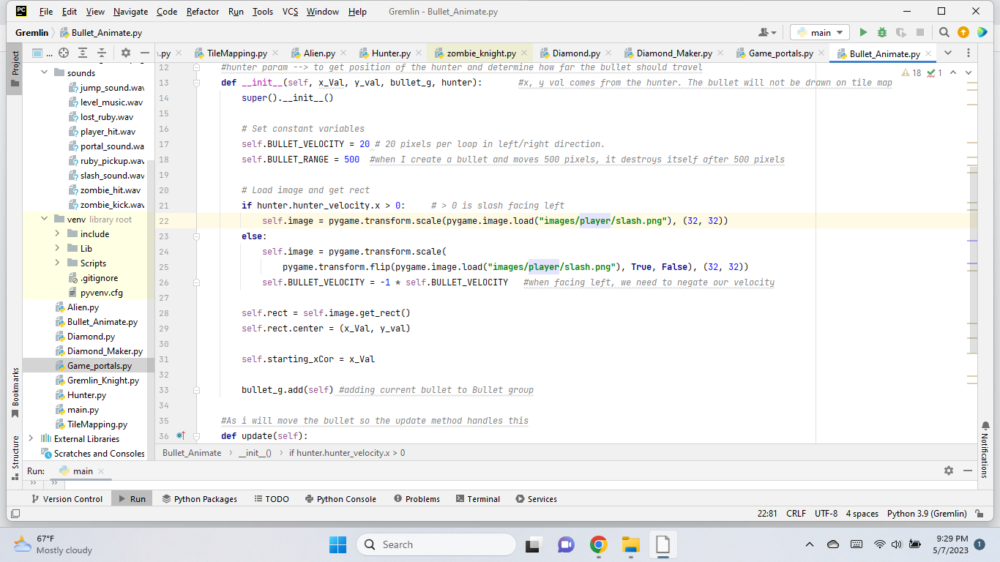 File Edit View Navigate Code Refactor Run Tools VCS Window Help Gremlin - Bullet_Animate.py
Gremlin Bullet_Animate.py main
Project ... .py TileMapping.py Alien.py Hunter.py zombie_knight.py Diamond.py Diamond_Maker.py Game_portals.py Bullet_Animate.py
18 1
sounds
jump_sound.wav
level_music.wav
lost_ruby.wav
player_hit.wav
portal_sound.wa
ruby_pickup.wav
slash_sound.wav
zombie_hit.wav
zombie_kick.wav
venv library root
include
Lib
Scripts
.gitignore
pyvenv.cfg
Alien.py
Bullet_Animate.py
Diamond.py
Diamond_Maker.py
Game_portals.py
Gremlin_Knight.py
Hunter.py
main.py
TileMapping.py
External Libraries
Scratches and Consoles
12 #hunter param --> to get position of the hunter and determine how far the bullet should travel
13 def __init__(self, x_Val, y_val, bullet_g, hunter): #x, y val comes from the hunter. The bullet will not be drawn on tile map
14 super().__init__()
15
16 # Set constant variables
17 self.BULLET_VELOCITY = 20 # 20 pixels per loop in left/right direction.
18 self.BULLET_RANGE = 500 #when I create a bullet and moves 500 pixels, it destroys itself after 500 pixels
19
20 # Load image and get rect
21 if hunter.hunter_velocity.x > 0: # > 0 is slash facing left
22 self.image = pygame.transform.scale(pygame.image.load("images/player/slash.png"), (32, 32))
23 else:
24 self.image = pygame.transform.scale(
25 pygame.transform.flip(pygame.image.load("images/player/slash.png"), True, False), (32, 32))
26 self.BULLET_VELOCITY = -1 * self.BULLET_VELOCITY #when facing left, we need to negate our velocity
27
28 self.rect = self.image.get_rect()
29 self.rect.center = (x_Val, y_val)
30
31 self.starting_xCor = x_Val
32
33 bullet_g.add(self) #adding current bullet to Bullet group
34
35 #As i will move the bullet so the update method handles this
36 def update(self):
Bullet_Animate __init__() if hunter.hunter_velocity.x > 0
Bookmarks
Structure
Notifications
Run: main
Version Control Run Python Packages TODO Python Console Problems Terminal Services
22:81 CRLF UTF-8 4 spaces Python 3.9 (Gremlin)
67°F
Mostly cloudy
Search
9:29 PM
5/7/2023
1